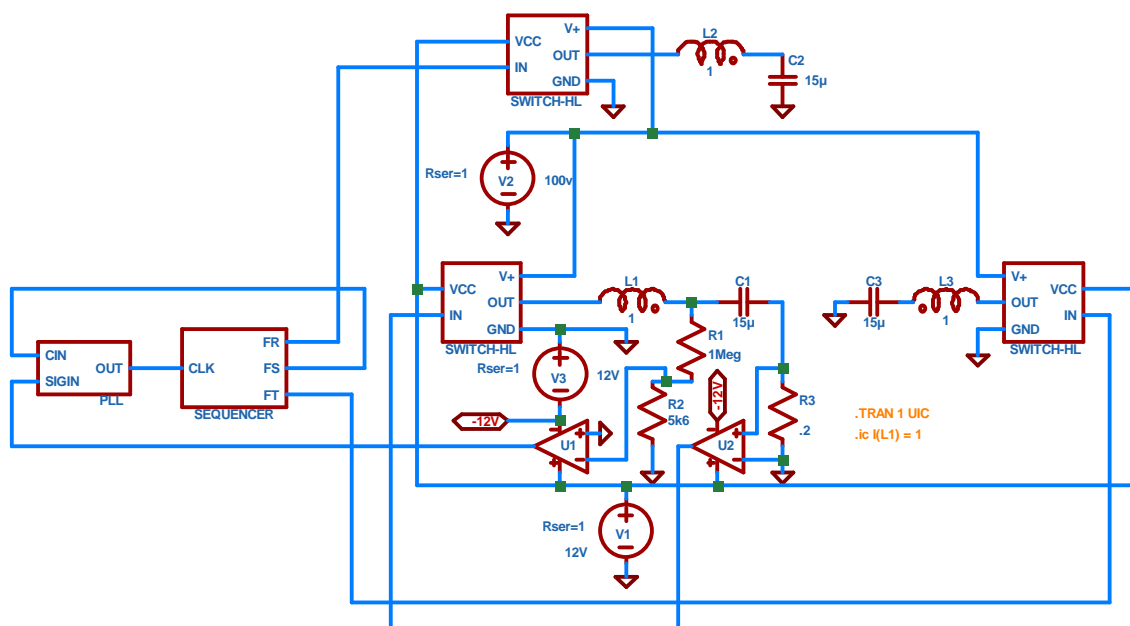 V+
VCC
OUT
IN
GND
SWITCH-HL
L2
1
C2
15µ
Rser=1
V2
100v
V+
VCC
OUT
IN
GND
SWITCH-HL
L1
1
C1
15µ
C3
15µ
L3
1
V+
VCC
OUT
IN
GND
SWITCH-HL
R1
1Meg
CIN
OUT
SIGIN
PLL
FR
CLK
FS
FT
SEQUENCER
Rser=1
V3
12V
-12V
U1
R2
5k6
-12V
U2
R3
.2
.TRAN 1 UIC
.ic I(L1) = 1
Rser=1
V1
12V